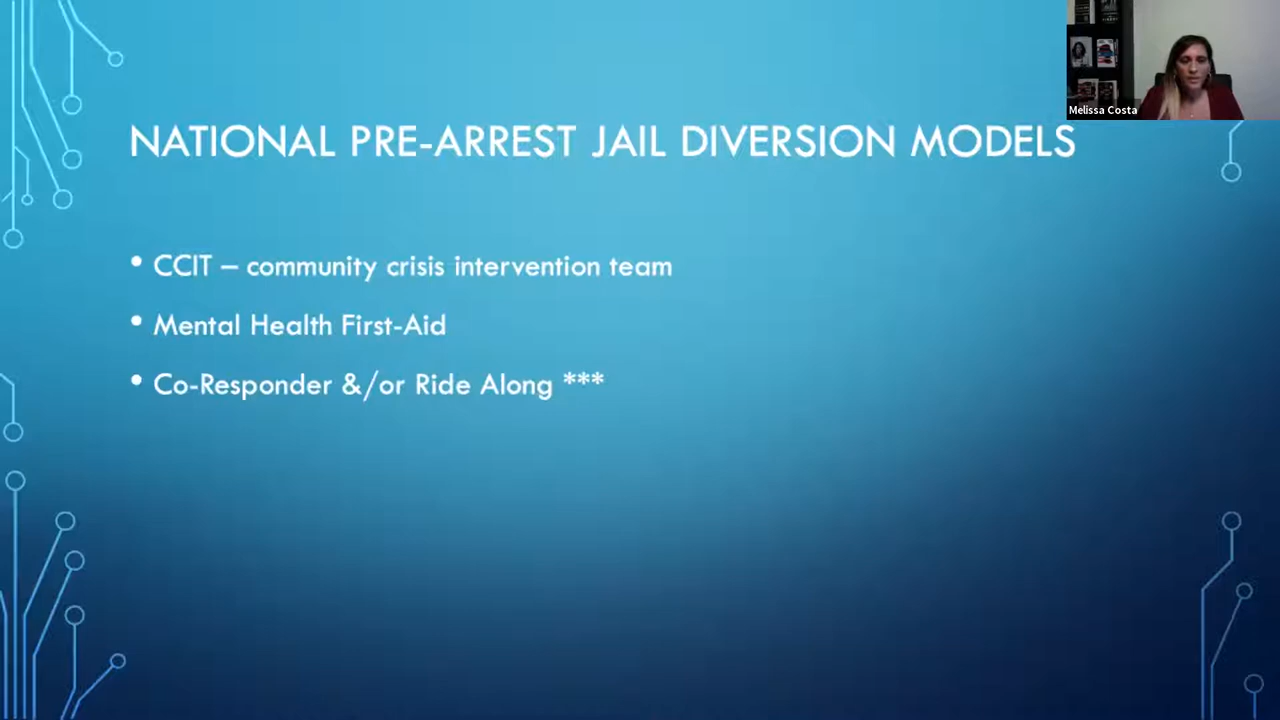 Melissa Costa
NATIONAL PRE-ARREST JAIL DIVERSION MODELS
• CCIT – community crisis intervention team
• Mental Health First-Aid
• Co-Responder &/or Ride Along ***